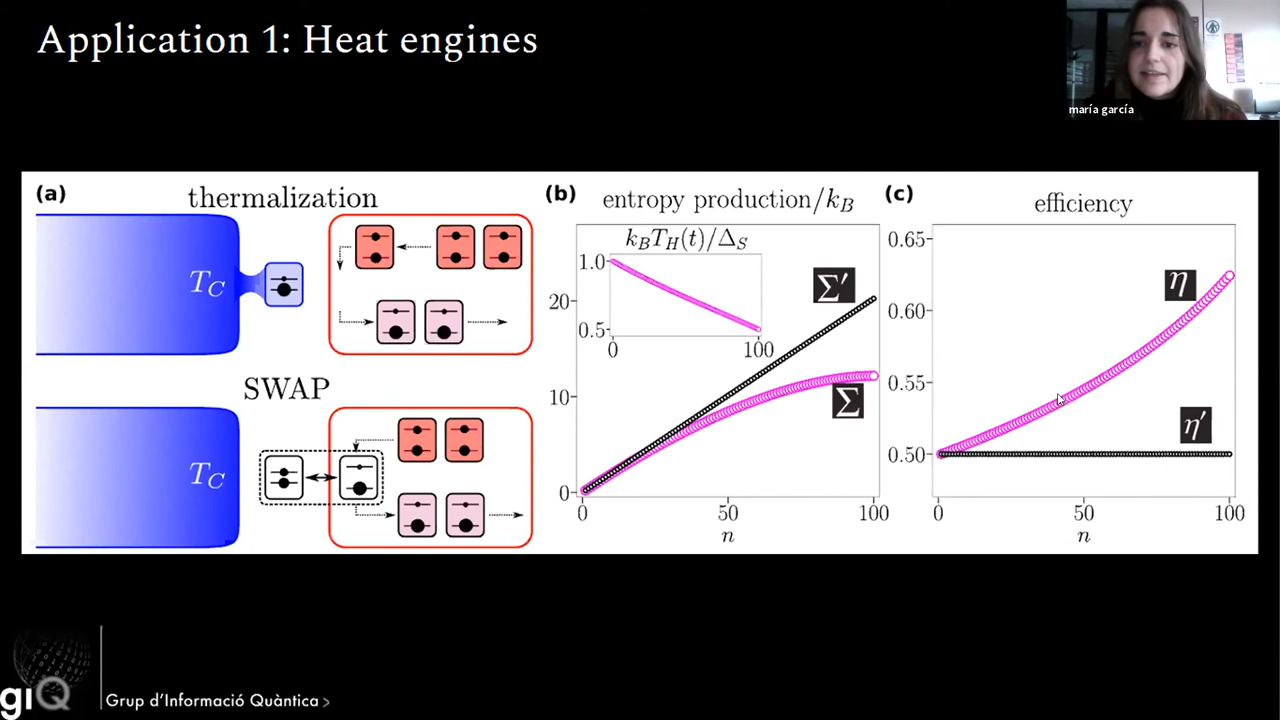 Application 1: Heat engines
maría garcía
(a)
thermalization
T_C
SWAP
T_C
(b)
entropy production/k_B
k_B T_H(t)/Δ_S
1.0
0.5
0
100
Σ′
Σ
20
10
0
0
50
100
n
(c)
efficiency
0.65
0.60
0.55
0.50
η
η′
0
50
100
n
giQ
Grup d'Informació Quàntica >